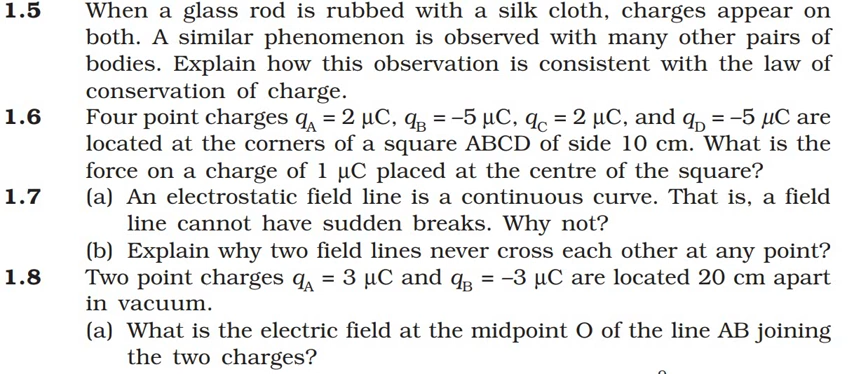 1.5 When a glass rod is rubbed with a silk cloth, charges appear on
both. A similar phenomenon is observed with many other pairs of
bodies. Explain how this observation is consistent with the law of
conservation of charge.
1.6 Four point charges q_A = 2 μC, q_B = –5 μC, q_C = 2 μC, and q_D = –5 μC are
located at the corners of a square ABCD of side 10 cm. What is the
force on a charge of 1 μC placed at the centre of the square?
1.7 (a) An electrostatic field line is a continuous curve. That is, a field
line cannot have sudden breaks. Why not?
(b) Explain why two field lines never cross each other at any point?
1.8 Two point charges q_A = 3 μC and q_B = –3 μC are located 20 cm apart
in vacuum.
(a) What is the electric field at the midpoint O of the line AB joining
the two charges?